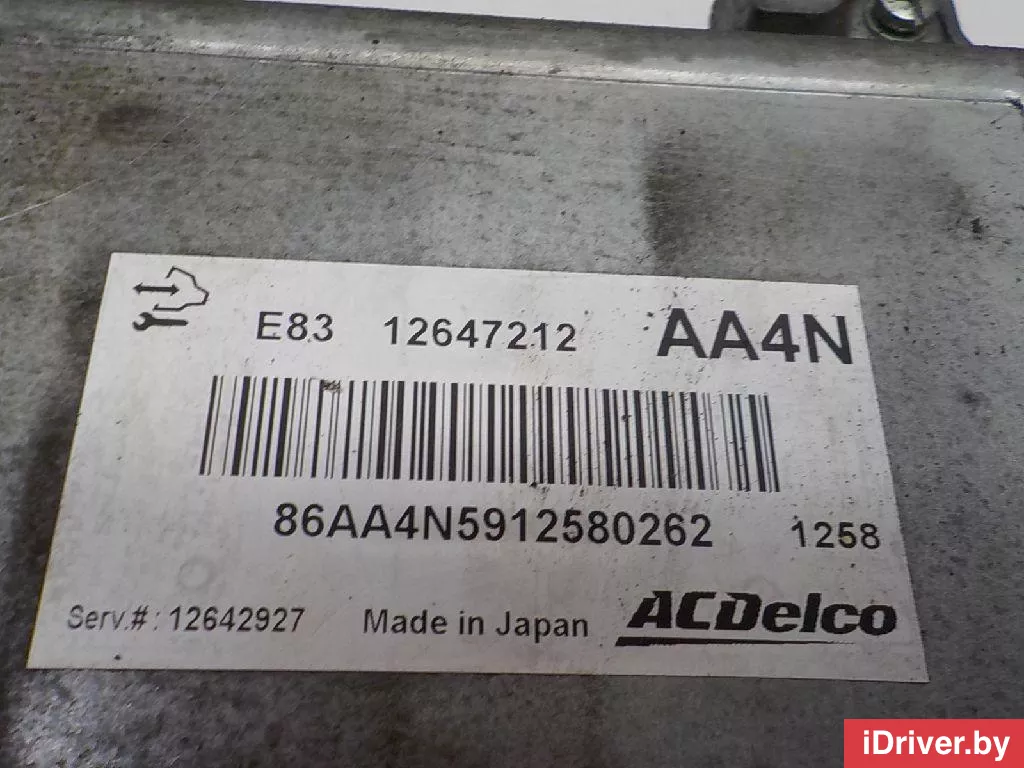 E83 12647212 AA4N
86AA4N5912580262 1258
Serv.#: 12642927 Made in Japan ACDelco
iDriver.by